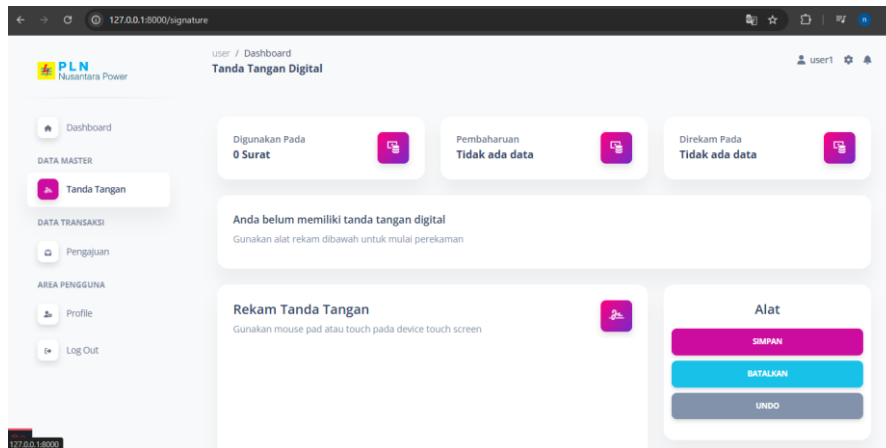 127.0.0.1:8000/signature
n
PLN
Nusantara Power
user / Dashboard
Tanda Tangan Digital
user1
Dashboard
DATA MASTER
Tanda Tangan
DATA TRANSAKSI
Pengajuan
AREA PENGGUNA
Profile
Log Out
Digunakan Pada
0 Surat
Pembaharuan
Tidak ada data
Direkam Pada
Tidak ada data
Anda belum memiliki tanda tangan digital
Gunakan alat rekam dibawah untuk mulai perekaman
Rekam Tanda Tangan
Gunakan mouse pad atau touch pada device touch screen
Alat
SIMPAN
BATALKAN
UNDO
127.0.0.1:8000